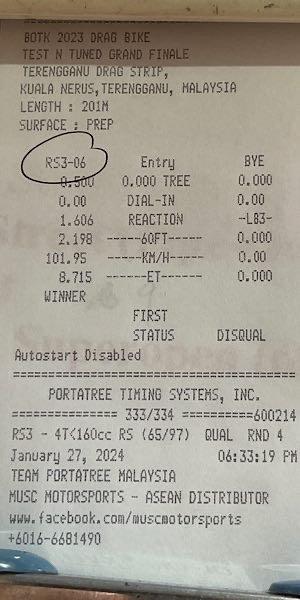 BOTK 2023 DRAG BIKE
TEST N TUNED GRAND FINALE
TERENGGANU DRAG STRIP,
KUALA NERUS,TERENGGANU, MALAYSIA
LENGTH : 201M
SURFACE : PREP
RS3-06 Entry BYE
0.500 0.000 TREE 0.000
0.00 DIAL-IN 0.00
1.606 REACTION -LB3-
2.198 -----60FT----- 0.000
101.95 -----KM/H----- 0.00
8.715 ------ET------ 0.000
WINNER
FIRST
STATUS DISQUAL
Autostart Disabled
========================================
PORTATREE TIMING SYSTEMS, INC.
=============== 333/334 ==========600214
RS3 - 4T<160cc RS (65/97) QUAL RND 4
January 27, 2024 06:33:19 PM
TEAM PORTATREE MALAYSIA
MUSC MOTORSPORTS - ASEAN DISTRIBUTOR
www.facebook.com/muscmotorsports
+6016-6681490